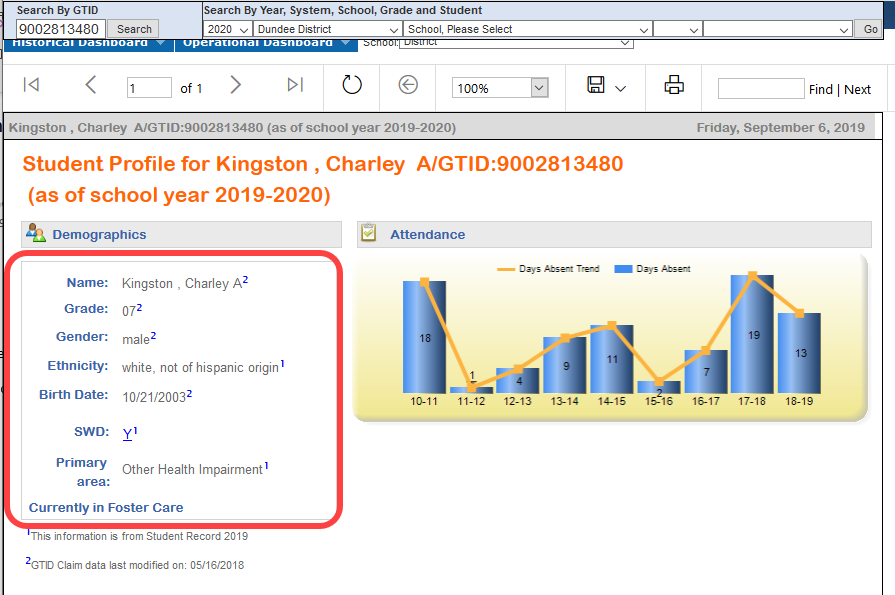 Search By GTID
Search By Year, System, School, Grade and Student
9002813480 Search 2020 Dundee District School, Please Select Go
Historical Dashboard Operational Dashboard School: District
1 of 1 100% Find | Next
Kingston , Charley A/GTID:9002813480 (as of school year 2019-2020) Friday, September 6, 2019
Student Profile for Kingston , Charley A/GTID:9002813480
(as of school year 2019-2020)
Demographics
Name: Kingston , Charley A2
Grade: 072
Gender: male2
Ethnicity: white, not of hispanic origin1
Birth Date: 10/21/20032
SWD: Y1
Primary area: Other Health Impairment1
Currently in Foster Care
1This information is from Student Record 2019
2GTID Claim data last modified on: 05/16/2018
Attendance
Days Absent Trend Days Absent
18 1 4 9 11 2 7 19 13
10-11 11-12 12-13 13-14 14-15 15-16 16-17 17-18 18-19